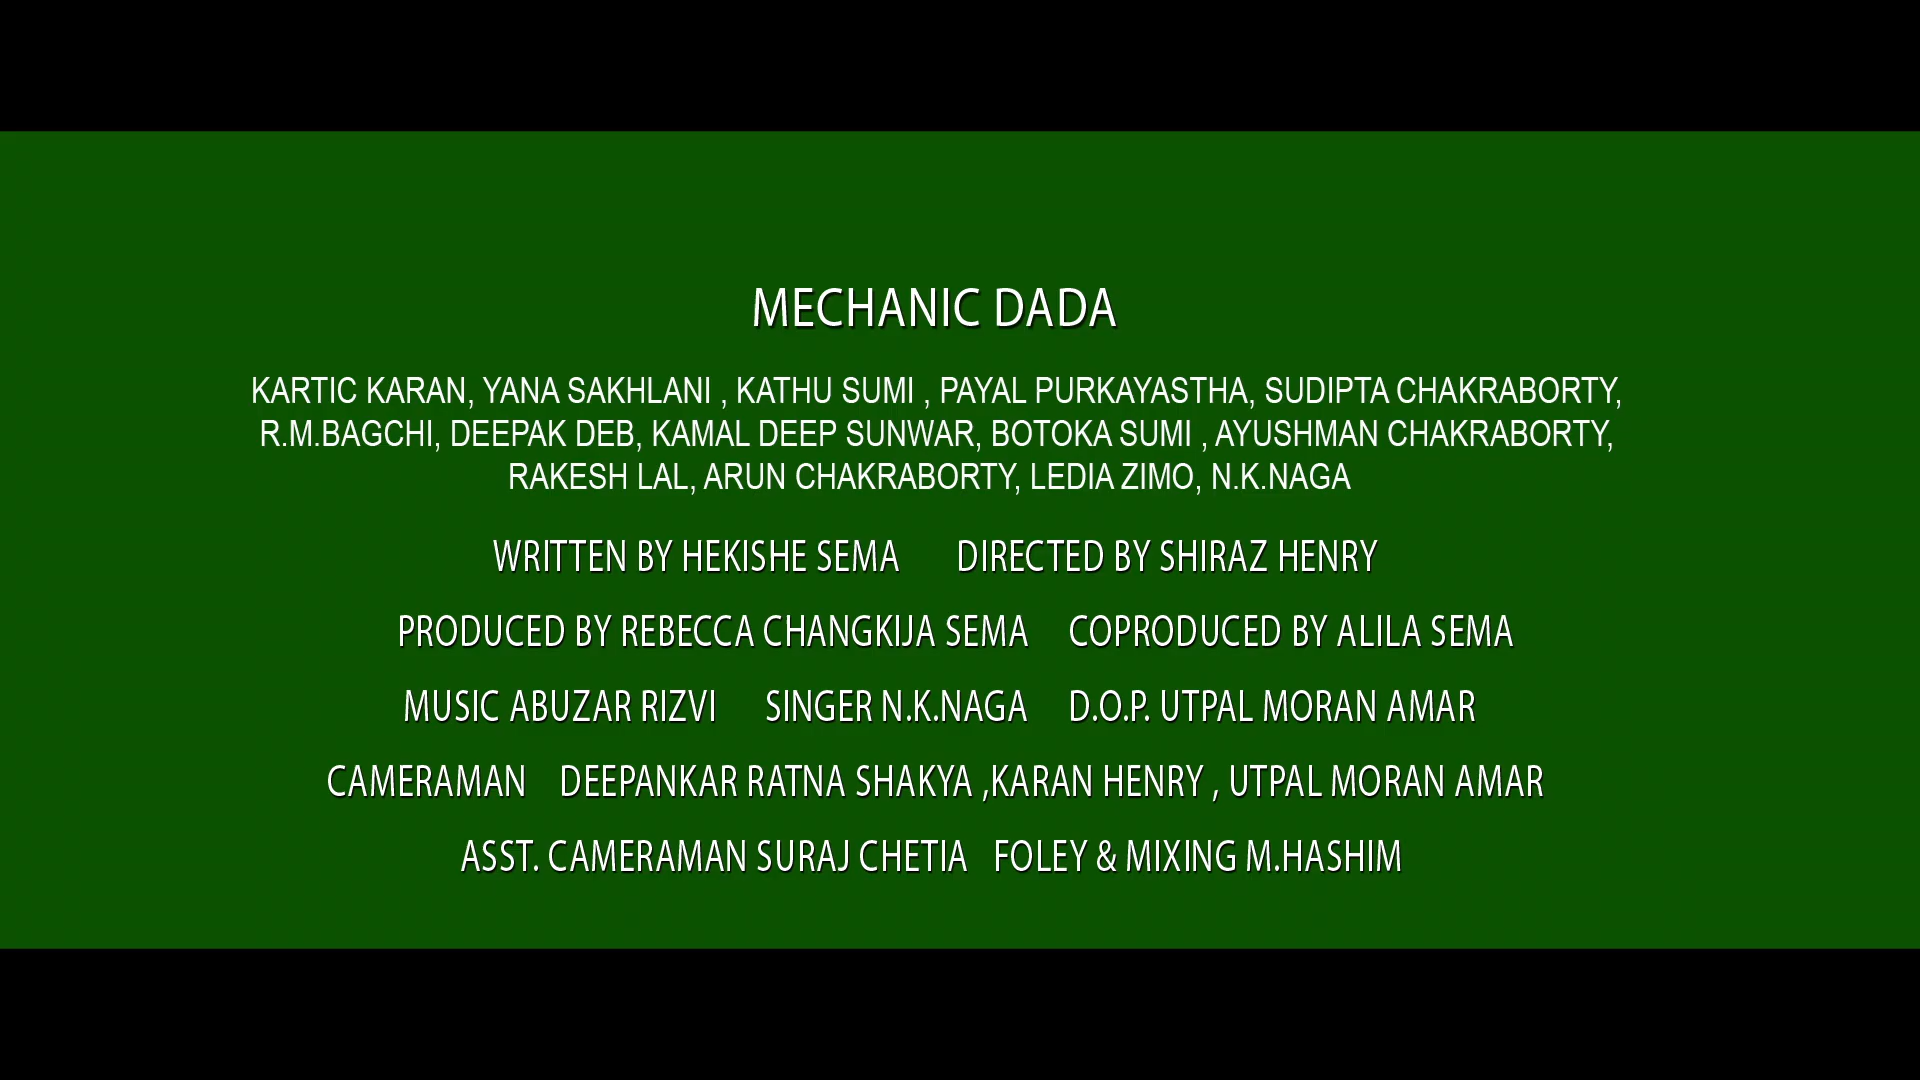 MECHANIC DADA
KARTIC KARAN, YANA SAKHLANI , KATHU SUMI , PAYAL PURKAYASTHA, SUDIPTA CHAKRABORTY,
R.M.BAGCHI, DEEPAK DEB, KAMAL DEEP SUNWAR, BOTOKA SUMI , AYUSHMAN CHAKRABORTY,
RAKESH LAL, ARUN CHAKRABORTY, LEDIA ZIMO, N.K.NAGA
WRITTEN BY HEKISHE SEMA DIRECTED BY SHIRAZ HENRY
PRODUCED BY REBECCA CHANGKIJA SEMA COPRODUCED BY ALILA SEMA
MUSIC ABUZAR RIZVI SINGER N.K.NAGA D.O.P. UTPAL MORAN AMAR
CAMERAMAN DEEPANKAR RATNA SHAKYA ,KARAN HENRY , UTPAL MORAN AMAR
ASST. CAMERAMAN SURAJ CHETIA FOLEY & MIXING M.HASHIM